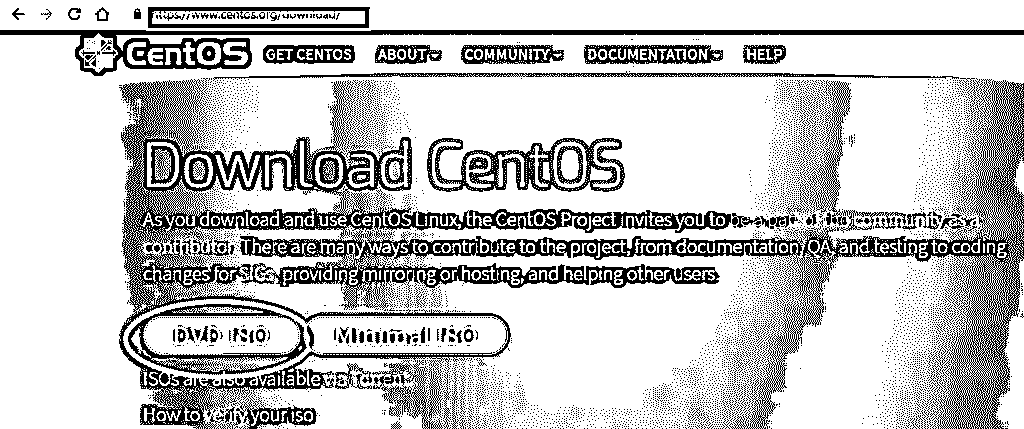 https://www.centos.org/download/
CentOS GET CENTOS ABOUT COMMUNITY DOCUMENTATION HELP
Download CentOS
As you download and use CentOS Linux, the CentOS Project invites you to be a part of the community as a
contributor. There are many ways to contribute to the project, from documentation, QA, and testing to coding
changes for SIGs, providing mirroring or hosting, and helping other users.
DVD ISO Minimal ISO
ISOs are also available via Torrent.
How to verify your iso